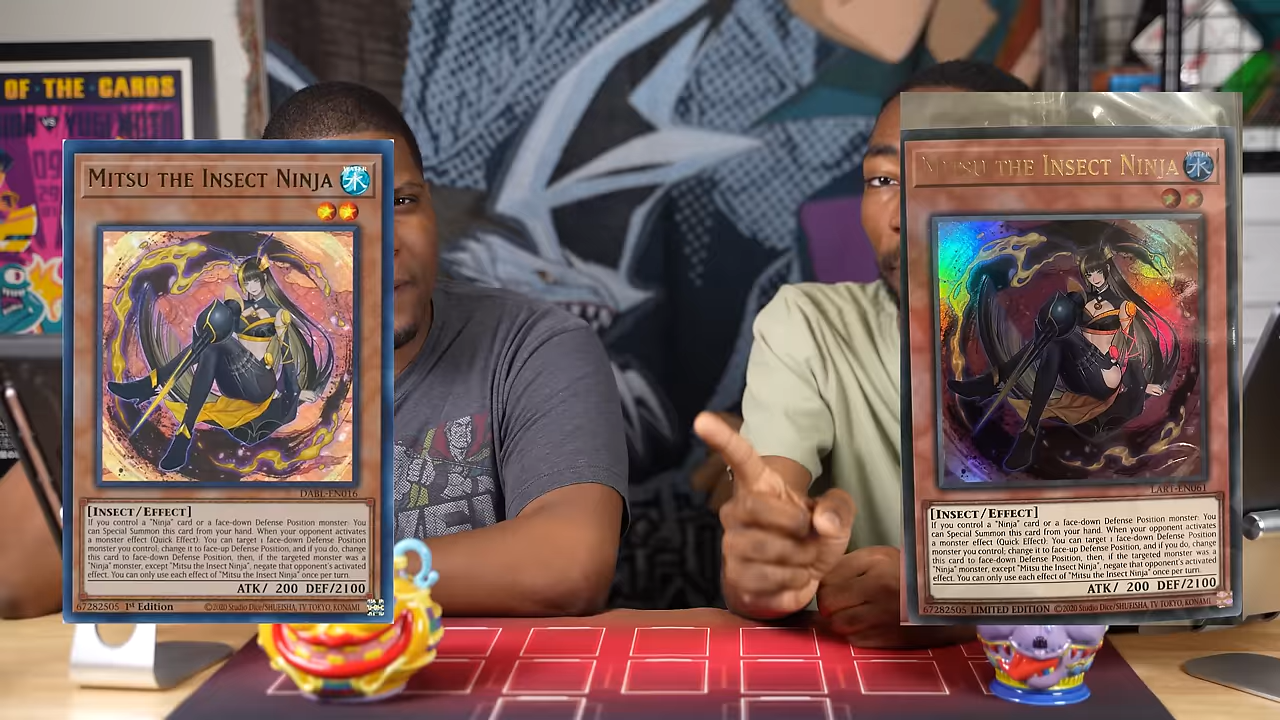 OF THE CARDS
VS YUGI MUTO
MITSU THE INSECT NINJA
WATER
水
DABL-EN016
[INSECT/EFFECT]
If you control a "Ninja" card or a face-down Defense Position monster: You
can Special Summon this card from your hand. When your opponent activates
a monster effect (Quick Effect): You can target 1 face-down Defense Position
monster you control; change it to face-up Defense Position, and if you do, change
this card to face-down Defense Position, then, if the targeted monster was a
"Ninja" monster, except "Mitsu the Insect Ninja", negate that opponent's activated
effect. You can only use each effect of "Mitsu the Insect Ninja" once per turn.
ATK/ 200 DEF/2100
67282505 1st Edition ©2020 Studio Dice/SHUEISHA, TV TOKYO, KONAMI
MITSU THE INSECT NINJA
WATER
水
LART-EN061
[INSECT/EFFECT]
If you control a "Ninja" card or a face-down Defense Position monster: You
can Special Summon this card from your hand. When your opponent activates
a monster effect (Quick Effect): You can target 1 face-down Defense Position
monster you control; change it to face-up Defense Position, and if you do, change
this card to face-down Defense Position, then, if the targeted monster was a
"Ninja" monster, except "Mitsu the Insect Ninja", negate that opponent's activated
effect. You can only use each effect of "Mitsu the Insect Ninja" once per turn.
ATK/ 200 DEF/2100
67282505 LIMITED EDITION ©2020 Studio Dice/SHUEISHA, TV TOKYO, KONAMI